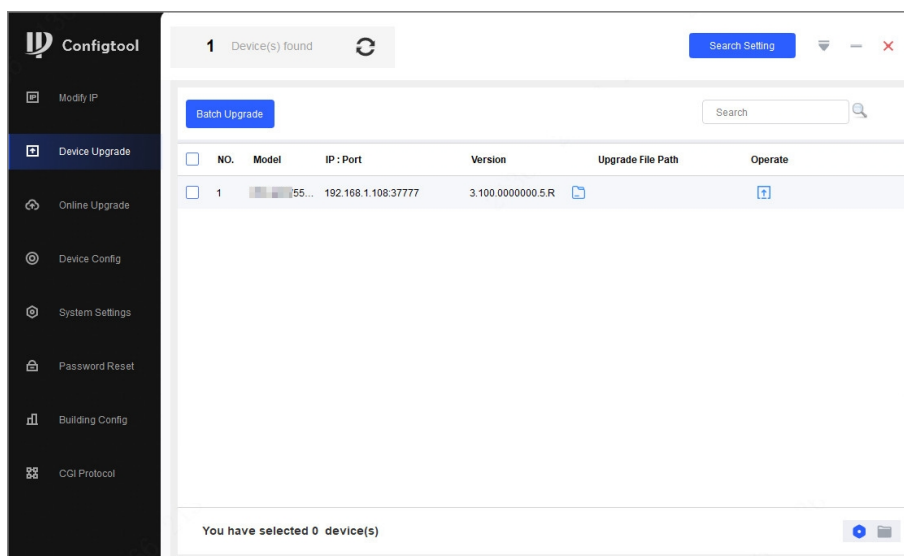 Configtool
1 Device(s) found
Search Setting
IP Modify IP
Device Upgrade
Online Upgrade
Device Config
System Settings
Password Reset
Building Config
CGI Protocol
Batch Upgrade
Search
NO. Model IP : Port Version Upgrade File Path Operate
1 55... 192.168.1.108:37777 3.100.0000000.5.R
You have selected 0 device(s)